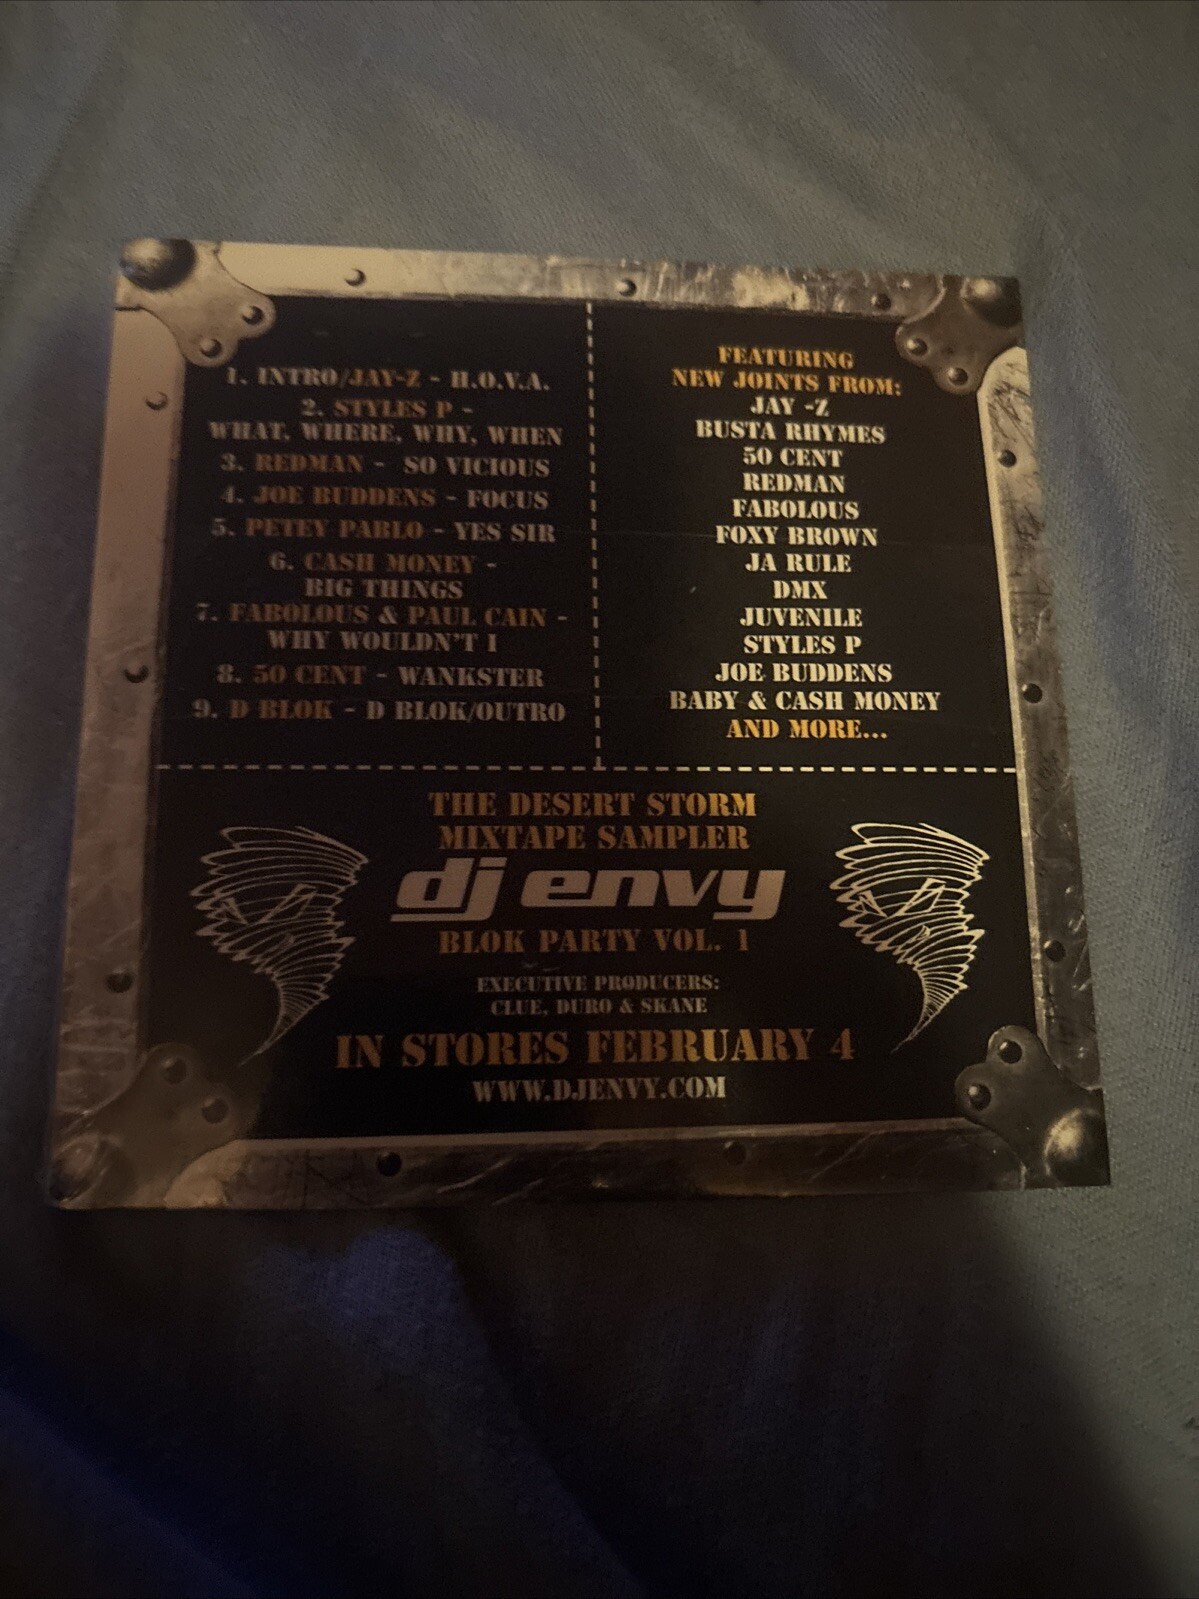 1. INTRO/JAY-Z - H.O.V.A.
2. STYLES P -
WHAT, WHERE, WHY, WHEN
3. REDMAN - SO VICIOUS
4. JOE BUDDENS - FOCUS
5. PETEY PABLO - YES SIR
6. CASH MONEY -
BIG THINGS
7. FABOLOUS & PAUL CAIN -
WHY WOULDN'T I
8. 50 CENT - WANKSTER
9. D BLOK - D BLOK/OUTRO
FEATURING
NEW JOINTS FROM:
JAY -Z
BUSTA RHYMES
50 CENT
REDMAN
FABOLOUS
FOXY BROWN
JA RULE
DMX
JUVENILE
STYLES P
JOE BUDDENS
BABY & CASH MONEY
AND MORE...
THE DESERT STORM
MIXTAPE SAMPLER
dj envy
BLOK PARTY VOL. 1
EXECUTIVE PRODUCERS:
CLUE, DURO & SKANE
IN STORES FEBRUARY 4
WWW.DJENVY.COM